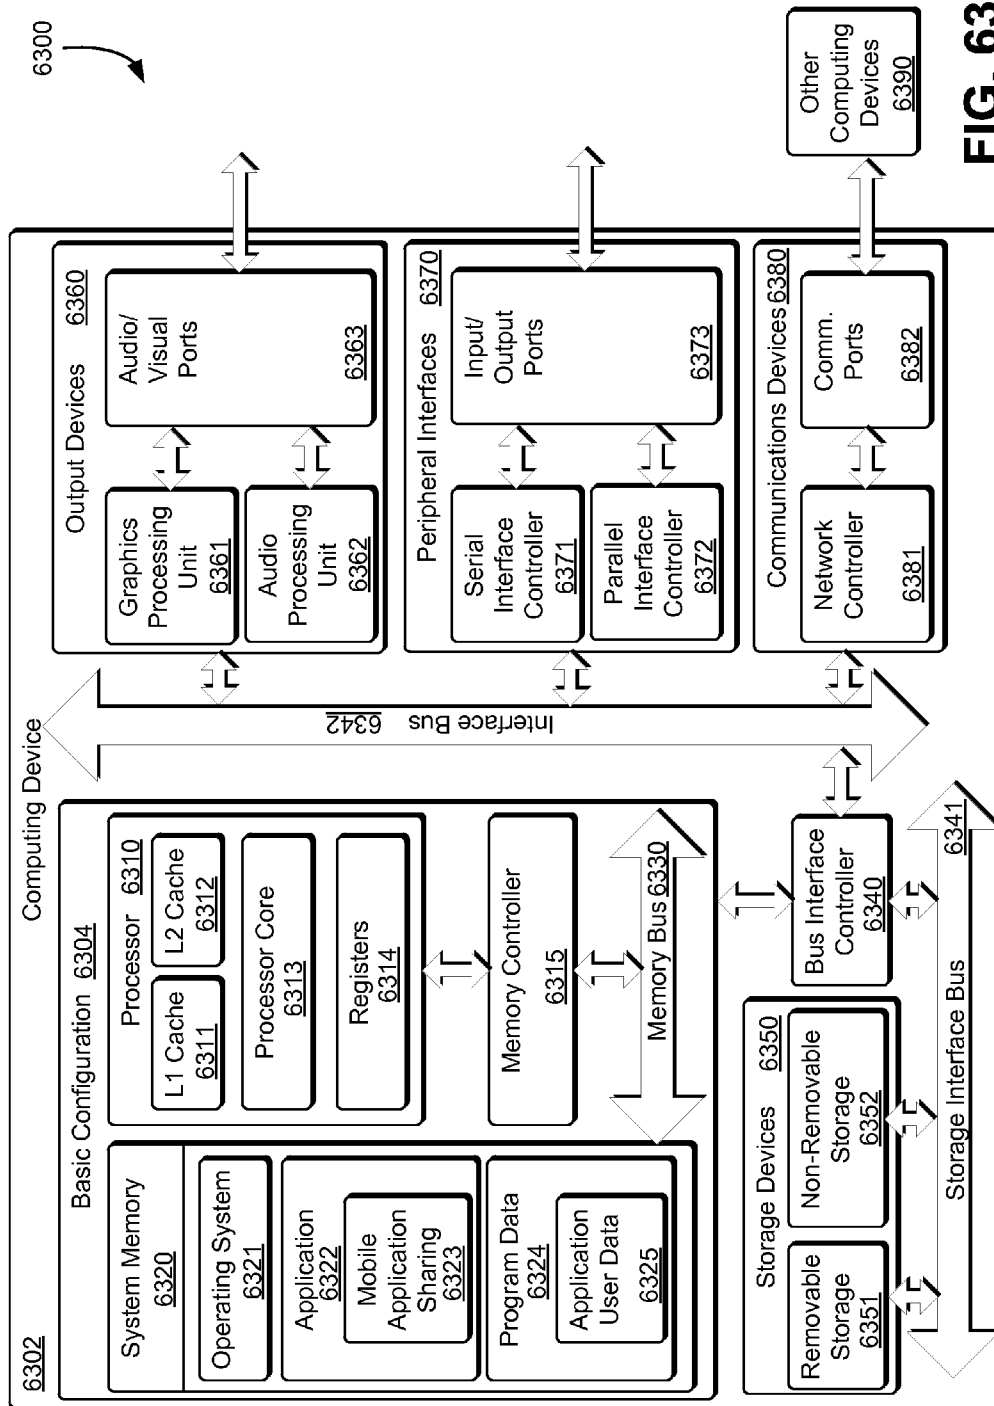 6300
Computing Device
6302
Basic Configuration 6304
System Memory
6320
Operating System
6321
Application
6322
Mobile
Application
Sharing
6323
Program Data
6324
Application
User Data
6325
Processor 6310
L1 Cache
6311
L2 Cache
6312
Processor Core
6313
Registers
6314
Memory Controller
6315
Memory Bus 6330
Interface Bus 6342
Output Devices 6360
Graphics
Processing
Unit
6361
Audio
Processing
Unit
6362
Audio/
Visual
Ports
6363
Peripheral Interfaces 6370
Serial
Interface
Controller
6371
Parallel
Interface
Controller
6372
Input/
Output
Ports
6373
Communications Devices 6380
Network
Controller
6381
Comm.
Ports
6382
Other
Computing
Devices
6390
Storage Devices 6350
Removable
Storage
6351
Non-Removable
Storage
6352
Bus Interface
Controller
6340
Storage Interface Bus 6341
FIG. 63